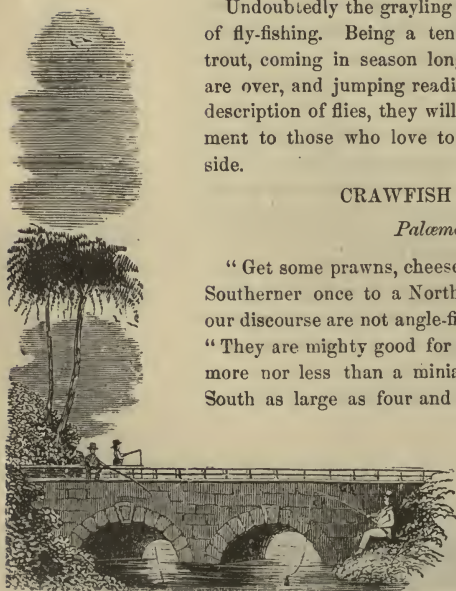 Undoubtedly the grayling
of fly-fishing. Being a ten
trout, coming in season lon
are over, and jumping readi
description of flies, they will
ment to those who love to
side.
CRAWFISH
Palæm
"Get some prawns, cheese
Southerner once to a North
our discourse are not angle-fi
"They are mighty good for
more nor less than a minia
South as large as four and